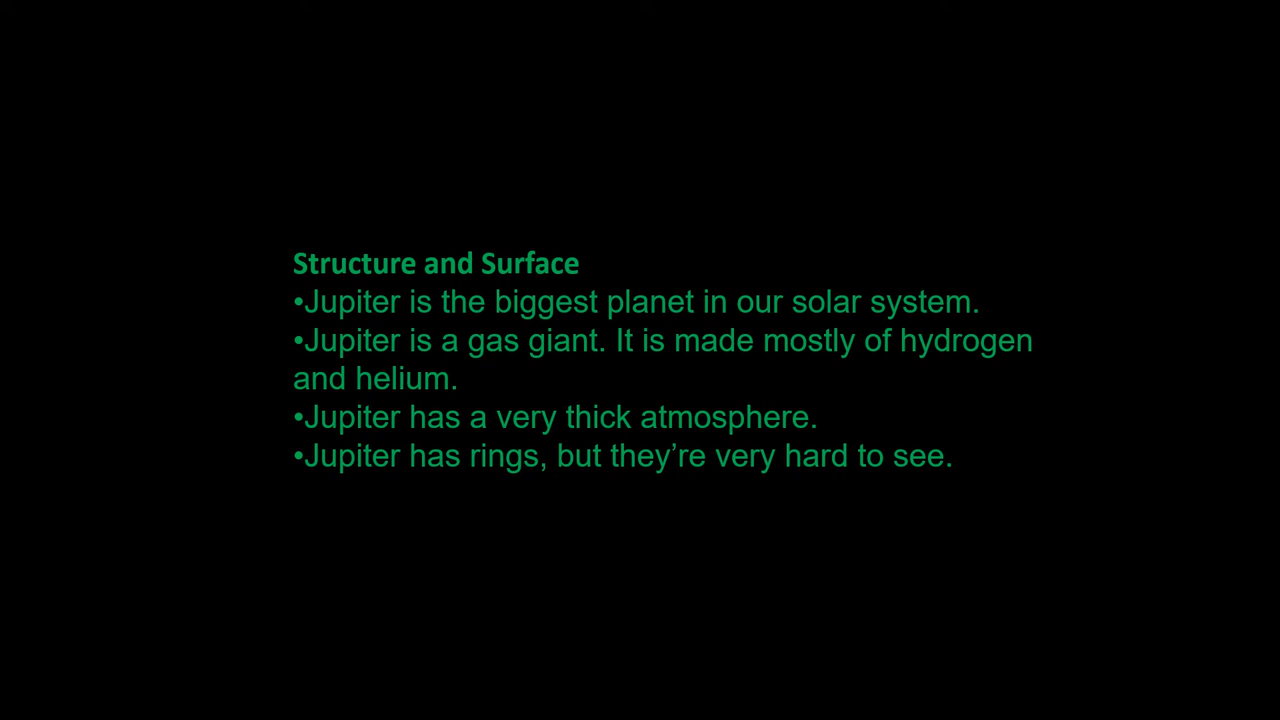 Structure and Surface
•Jupiter is the biggest planet in our solar system.
•Jupiter is a gas giant. It is made mostly of hydrogen
and helium.
•Jupiter has a very thick atmosphere.
•Jupiter has rings, but they’re very hard to see.